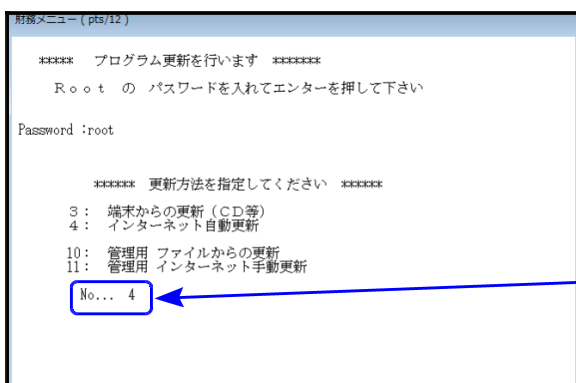 財務メニュー ( pts/12 )
***** プログラム更新を行います *******
Ｒｏｏｔ の パスワードを入れてエンターを押して下さい
Password :root
****** 更新方法を指定してください ******
３： 端末からの更新（ＣＤ等）
４： インターネット自動更新
10： 管理用 ファイルからの更新
11： 管理用 インターネット手動更新
No... 4